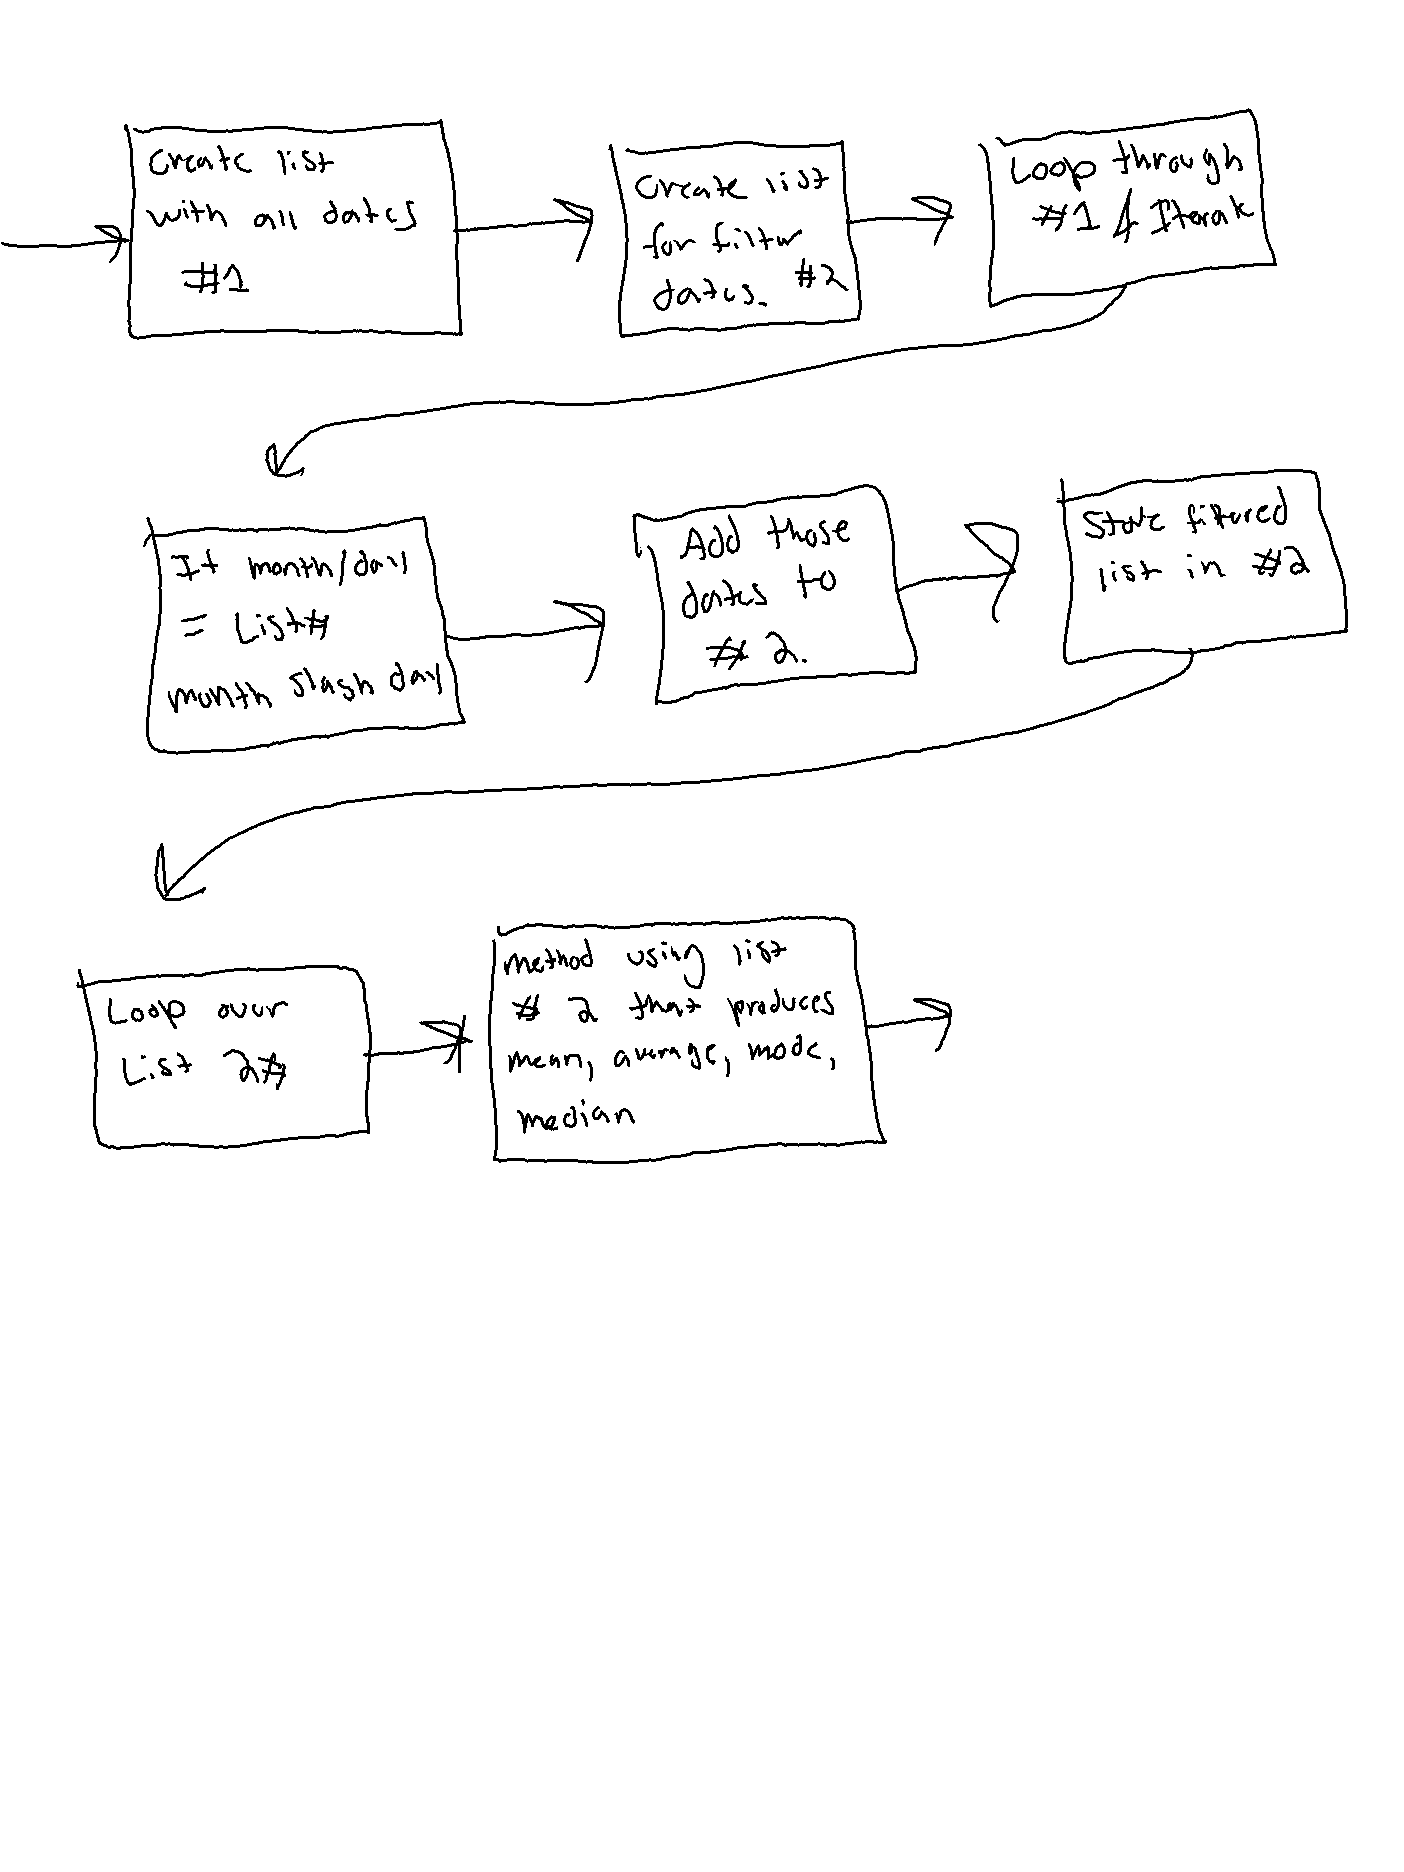 Create list
with all dates
#1
Create list
for filter
dates. #2
Loop through
#1 & Iterate
If month/day
= List#
month slash day
Add those
dates to
# 2.
Store filtered
list in #2
Loop over
List 2#
method using list
# 2 that produces
mean, average, mode,
median